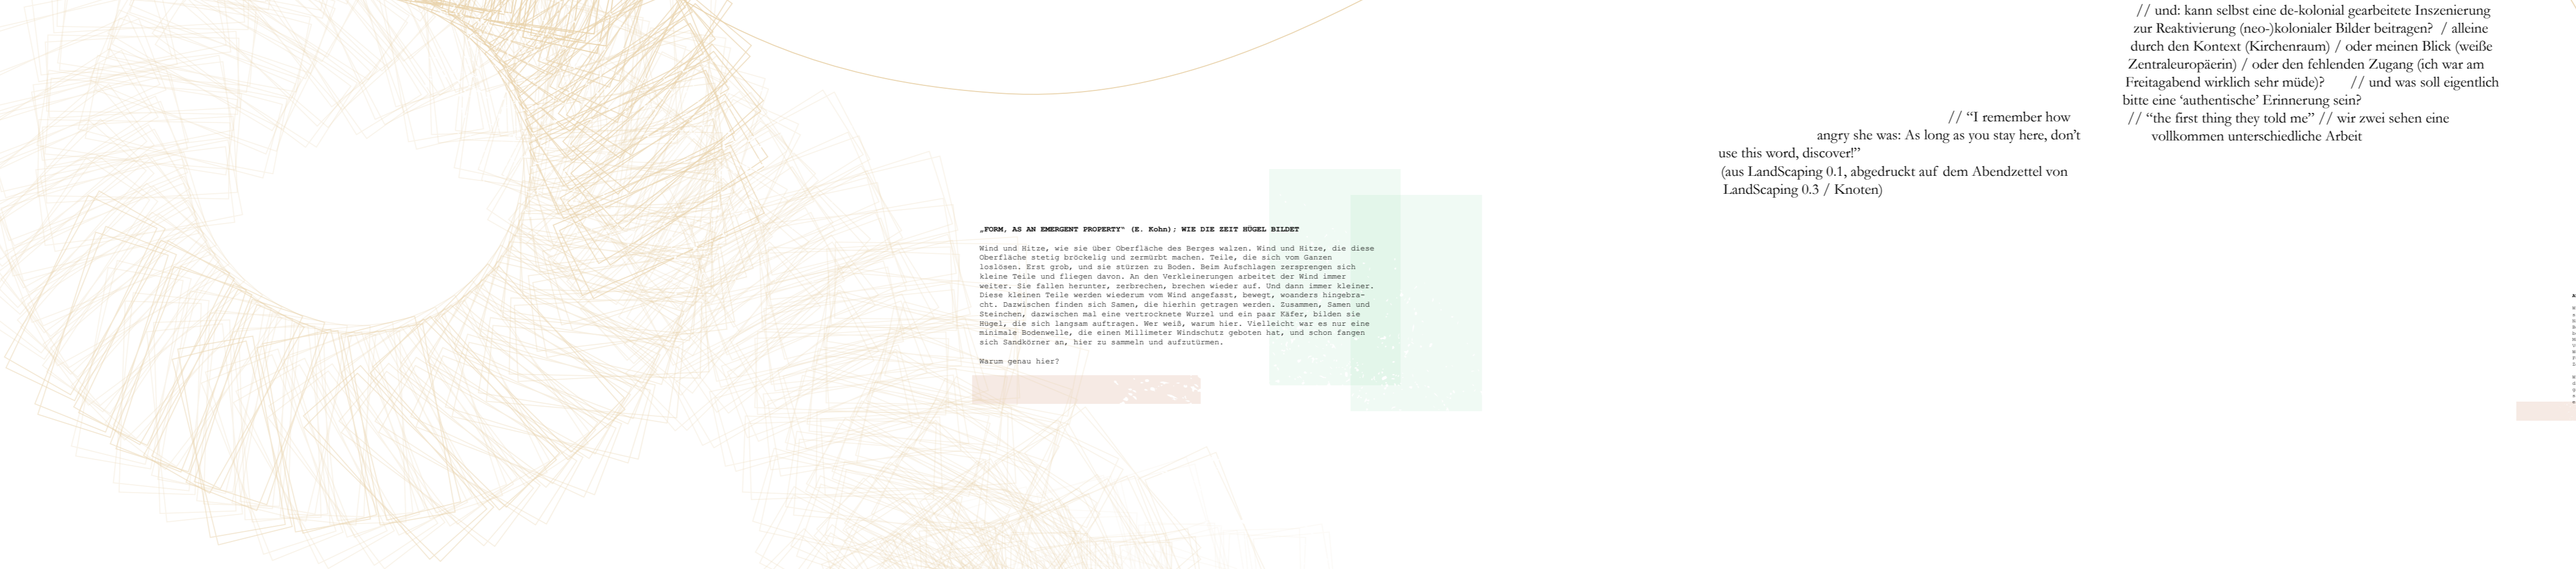 „FORM, AS AN EMERGENT PROPERTY“ (E. Kohn); WIE DIE ZEIT HÜGEL BILDET
Wind und Hitze, wie sie über Oberfläche des Berges walzen. Wind und Hitze, die diese
Oberfläche stetig bröckelig und zermürbt machen. Teile, die sich vom Ganzen
loslösen. Erst grob, und sie stürzen zu Boden. Beim Aufschlagen zersprengen sich
kleine Teile und fliegen davon. An den Verkleinerungen arbeitet der Wind immer
weiter. Sie fallen herunter, zerbrechen, brechen wieder auf. Und dann immer kleiner.
Diese kleinen Teile werden wiederum vom Wind angefasst, bewegt, woanders hingebra-
cht. Dazwischen finden sich Samen, die hierhin getragen werden. Zusammen, Samen und
Steinchen, dazwischen mal eine vertrocknete Wurzel und ein paar Käfer, bilden sie
Hügel, die sich langsam auftragen. Wer weiß, warum hier. Vielleicht war es nur eine
minimale Bodenwelle, die einen Millimeter Windschutz geboten hat, und schon fangen
sich Sandkörner an, hier zu sammeln und aufzutürmen.
Warum genau hier?
// “I remember how
angry she was: As long as you stay here, don’t
use this word, discover!”
(aus LandScaping 0.1, abgedruckt auf dem Abendzettel von
LandScaping 0.3 / Knoten)
// und: kann selbst eine de-kolonial gearbeitete Inszenierung
zur Reaktivierung (neo-)kolonialer Bilder beitragen? / alleine
durch den Kontext (Kirchenraum) / oder meinen Blick (weiße
Zentraleuropäerin) / oder den fehlenden Zugang (ich war am
Freitagabend wirklich sehr müde)? // und was soll eigentlich
bitte eine ‘authentische’ Erinnerung sein?
// “the first thing they told me” // wir zwei sehen eine
vollkommen unterschiedliche Arbeit